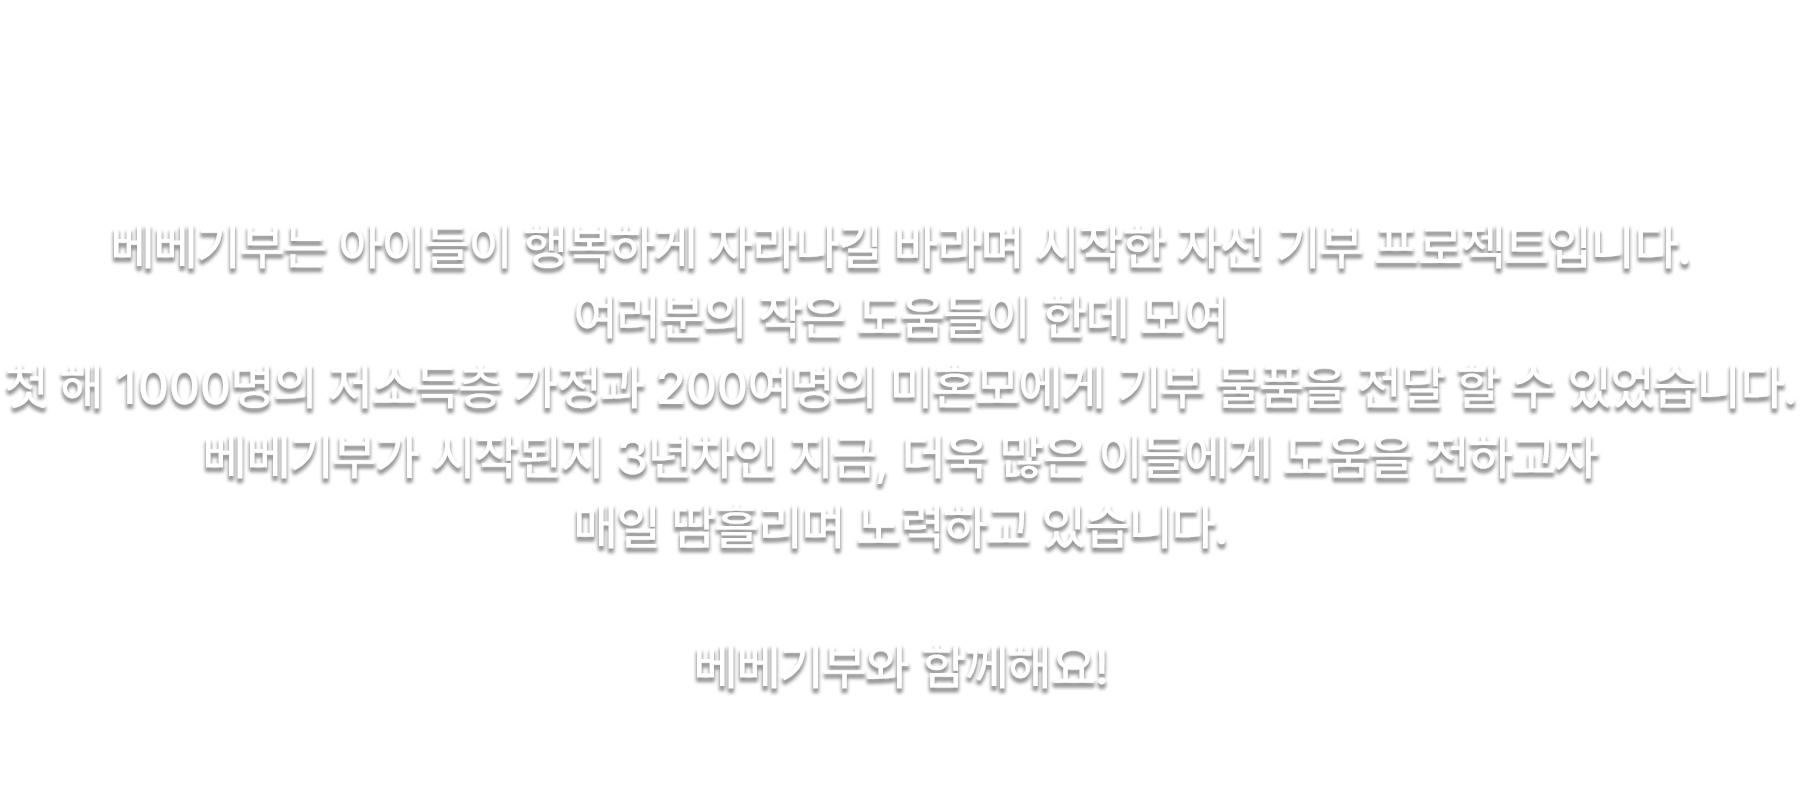 베베기부는 아이들이 행복하게 자라나길 바라며 시작한 자선 기부 프로젝트입니다.
여러분의 작은 도움들이 한데 모여
첫 해 1000명의 저소득층 가정과 200여명의 미혼모에게 기부 물품을 전달 할 수 있었습니다.
베베기부가 시작된지 3년차인 지금, 더욱 많은 이들에게 도움을 전하고자
매일 땀흘리며 노력하고 있습니다.
베베기부와 함께해요!